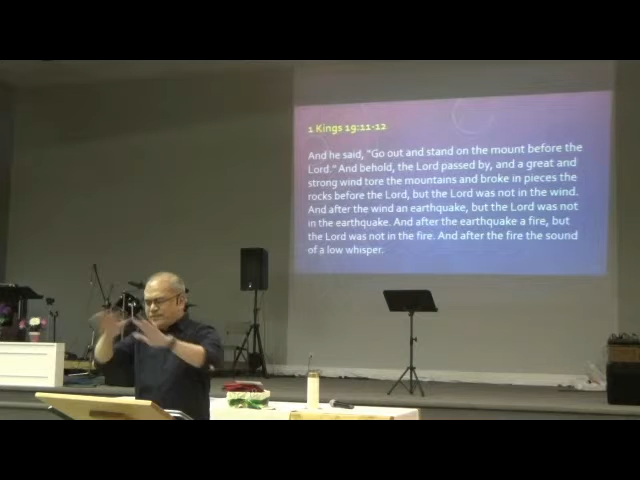 1 Kings 19:11-12
And he said, "Go out and stand on the mount before the
Lord." And behold, the Lord passed by, and a great and
strong wind tore the mountains and broke in pieces the
rocks before the Lord, but the Lord was not in the wind.
And after the wind an earthquake, but the Lord was not
in the earthquake. And after the earthquake a fire, but
the Lord was not in the fire. And after the fire the sound
of a low whisper.